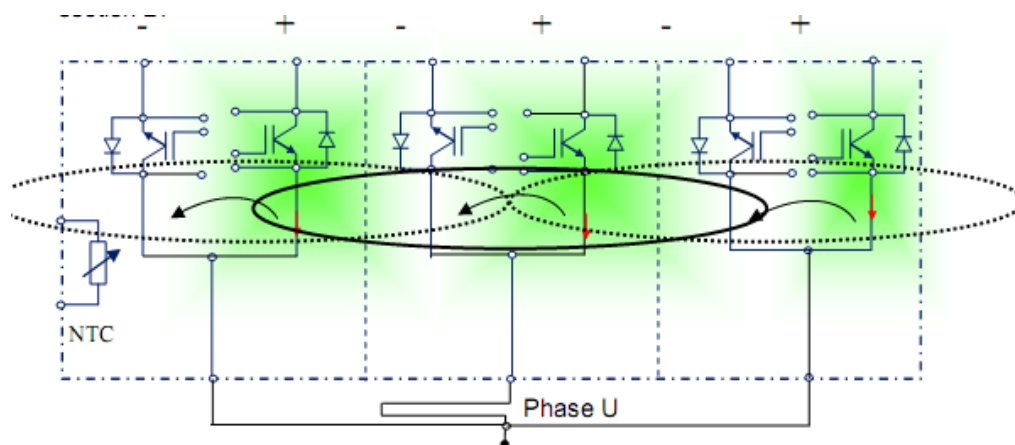 - + - + - +
NTC
Phase U